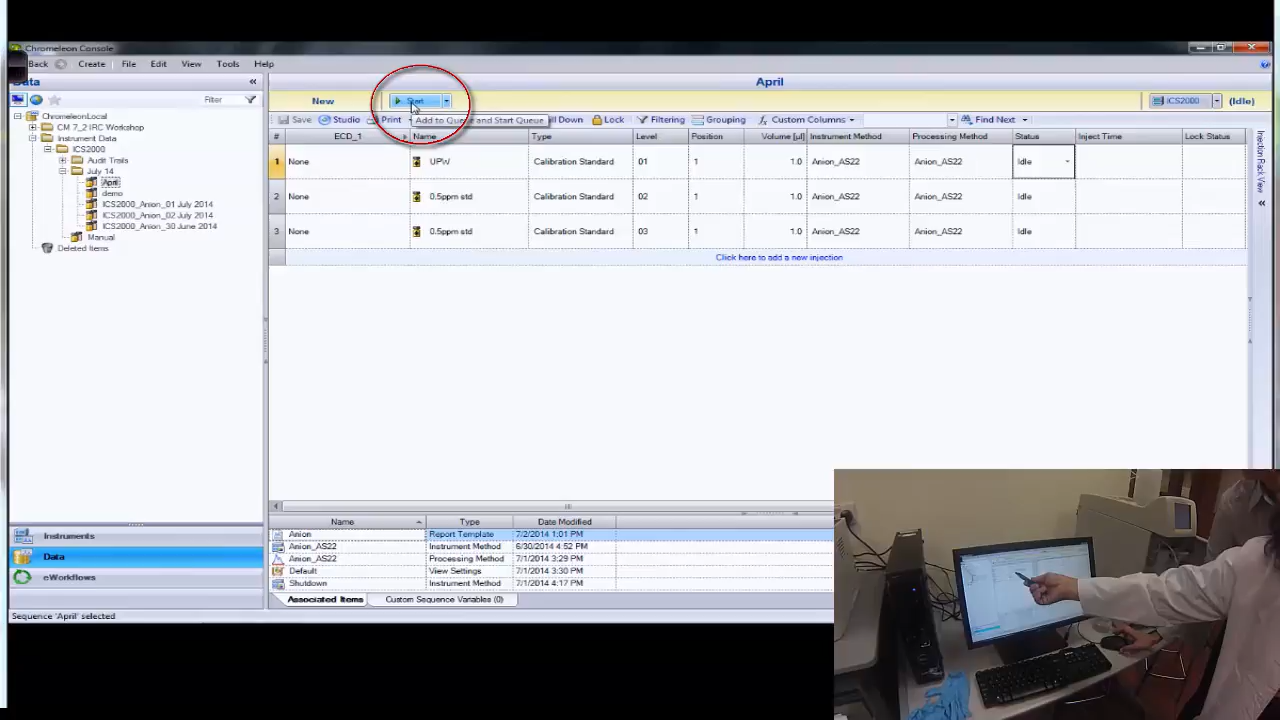 Chromeleon Console
Back Create File Edit View Tools Help
Data « April
Filter New Start ICS2000 (Idle)
Save Studio Print Add to Queue and Start Queue Down Lock Filtering Grouping Custom Columns Find Next
ChromeleonLocal
CM 7_2 IRC Workshop
Instrument Data
ICS2000
Audit Trails
July 14
April
demo
ICS2000_Anion_01 July 2014
ICS2000_Anion_02 July 2014
ICS2000_Anion_30 June 2014
Manual
Deleted Items
# ECD_1 Name Type Level Position Volume [µl] Instrument Method Processing Method Status Inject Time Lock Status
1 None UPW Calibration Standard 01 1 1.0 Anion_AS22 Anion_AS22 Idle
2 None 0.5ppm std Calibration Standard 02 1 1.0 Anion_AS22 Anion_AS22 Idle
3 None 0.5ppm std Calibration Standard 03 1 1.0 Anion_AS22 Anion_AS22 Idle
Click here to add a new injection
Injection Rack View
Name Type Date Modified
Anion Report Template 7/2/2014 1:01 PM
Anion_AS22 Instrument Method 6/30/2014 4:52 PM
Anion_AS22 Processing Method 7/1/2014 3:29 PM
Default View Settings 7/1/2014 3:30 PM
Shutdown Instrument Method 7/1/2014 4:17 PM
Associated Items Custom Sequence Variables (0)
Instruments
Data
eWorkflows
Sequence 'April' selected